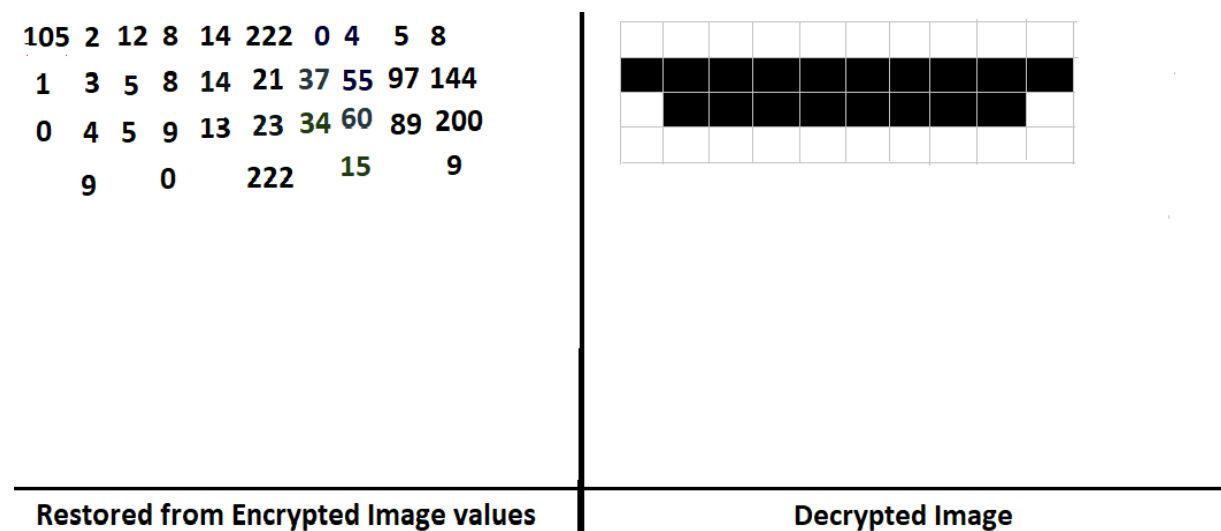 105 2 12 8 14 222 0 4 5 8
1 3 5 8 14 21 37 55 97 144
0 4 5 9 13 23 34 60 89 200
9 0 222 15 9
Restored from Encrypted Image values
Decrypted Image